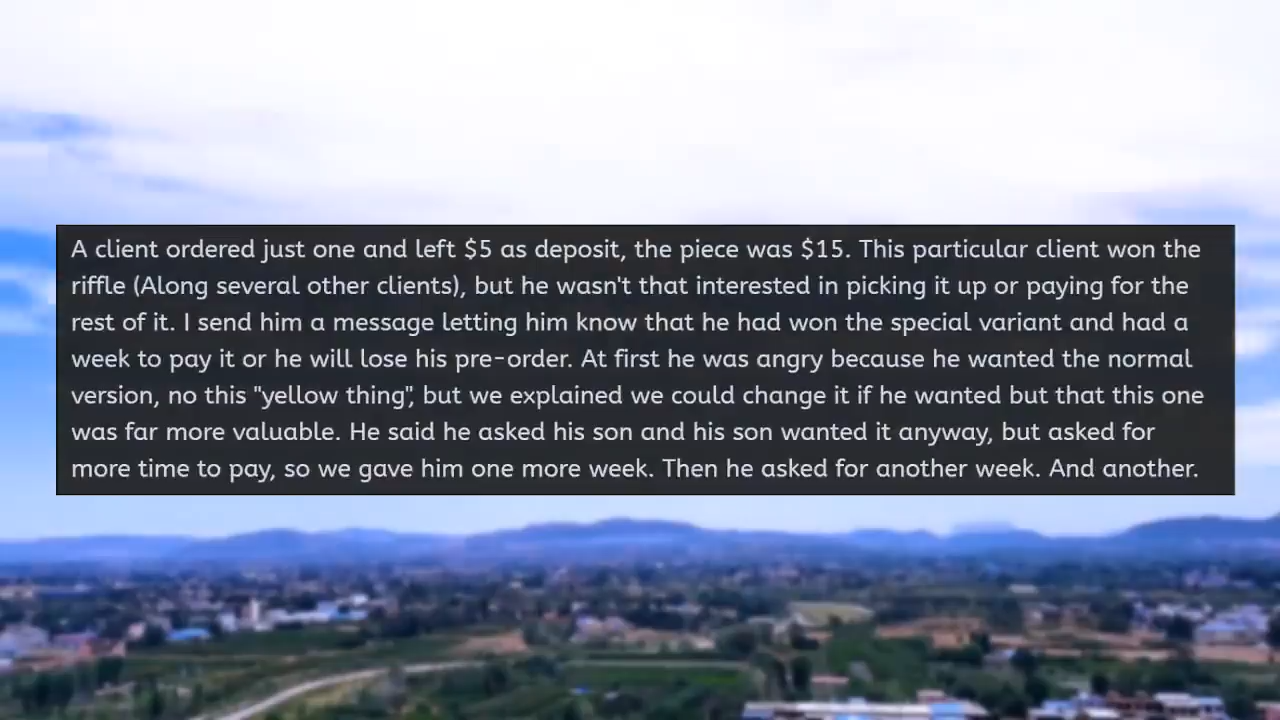 A client ordered just one and left $5 as deposit, the piece was $15. This particular client won the
riffle (Along several other clients), but he wasn't that interested in picking it up or paying for the
rest of it. I send him a message letting him know that he had won the special variant and had a
week to pay it or he will lose his pre-order. At first he was angry because he wanted the normal
version, no this "yellow thing", but we explained we could change it if he wanted but that this one
was far more valuable. He said he asked his son and his son wanted it anyway, but asked for
more time to pay, so we gave him one more week. Then he asked for another week. And another.